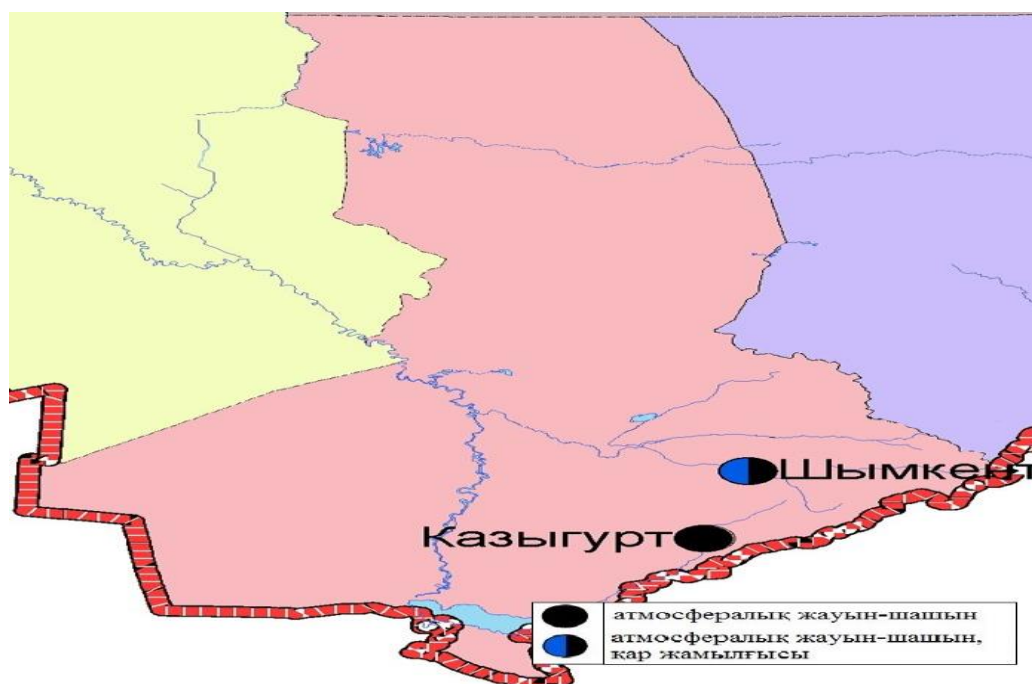 Шымкент
Казыгурт
атмосфералық жауын-шашын
атмосфералық жауын-шашын,
қар жамылғысы